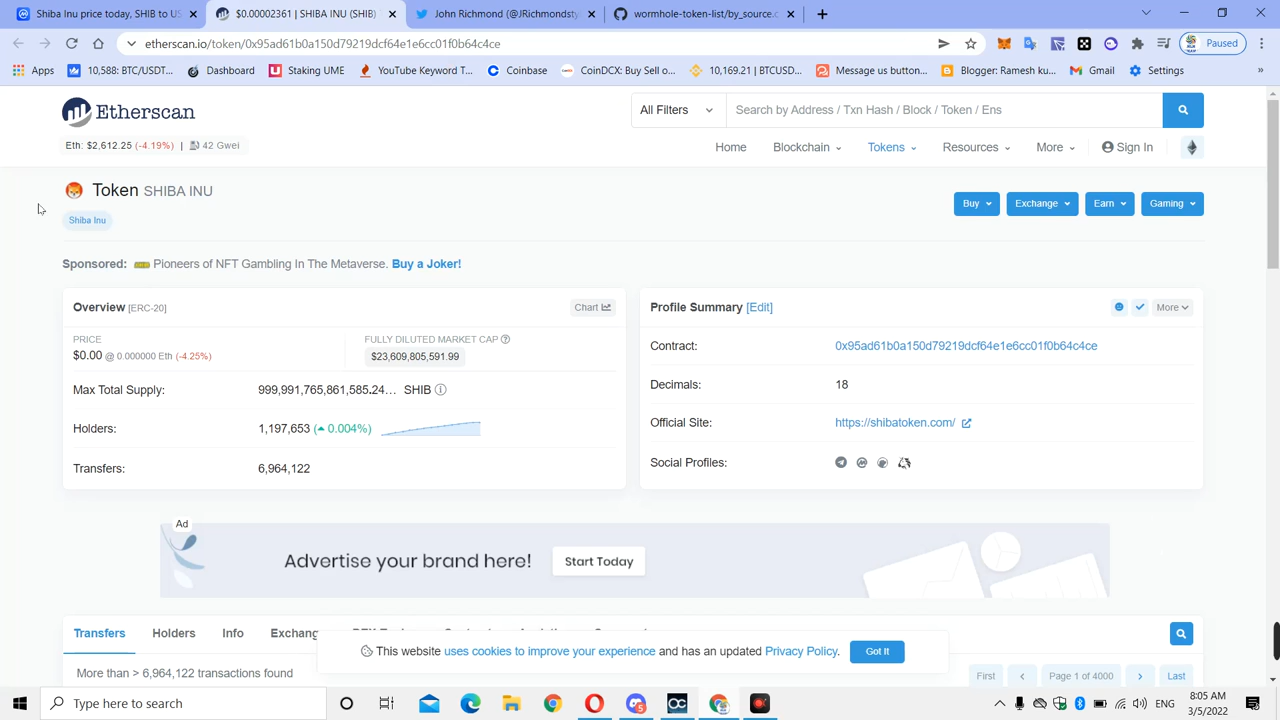 Shiba Inu price today, SHIB to US
$0.00002361 | SHIBA INU (SHIB)
Twitter Jim Richmond (@JRichmondsty
wormhole-token-list/by_source.c
etherscan.io/token/0x95ad61b0a150d79219dcf64e1e6cc01f0b64c4ce
Paused
Apps
10,588: BTC/USDT...
Dashboard
Staking UME
YouTube Keyword T...
Coinbase
CoinDCX: Buy sel o...
10,169.21 | BTCUSD...
Message us button...
Blogger: Ramesh ku...
Gmail
Settings
Etherscan
All Filters
Search by Address / Txn Hash / Block / Token / Ens
Eth: $2,612.25 (-4.19%) | 42 Gwei
Home
Blockchain
Tokens
Resources
More
Sign In
Token SHIBA INU
Buy
Exchange
Earn
Gaming
Shiba Inu
Sponsored: Pioneers of NFT Gambling In The Metaverse. Buy a Joker!
Overview [ERC-20]
Chart
PRICE
$0.00 @ 0.000000 Eth (-4.25%)
FULLY DILUTED MARKET CAP
$23,609,805,591.99
Max Total Supply:
999,991,765,861,585.24... SHIB
Holders:
1,197,653 (0.004%)
Transfers:
6,964,122
Profile Summary [Edit]
More
Contract:
0x95ad61b0a150d79219dcf64e1e6cc01f0b64c4ce
Decimals:
18
Official Site:
https://shibatoken.com/
Social Profiles:
Ad
Advertise your brand here!
Start Today
Transfers
Holders
Info
Exchang
This website uses cookies to improve your experience and has an updated Privacy Policy.
Got It
More than > 6,964,122 transactions found
First
Page 1 of 4000
Last
Type here to search
ENG
8:05 AM
3/5/2022